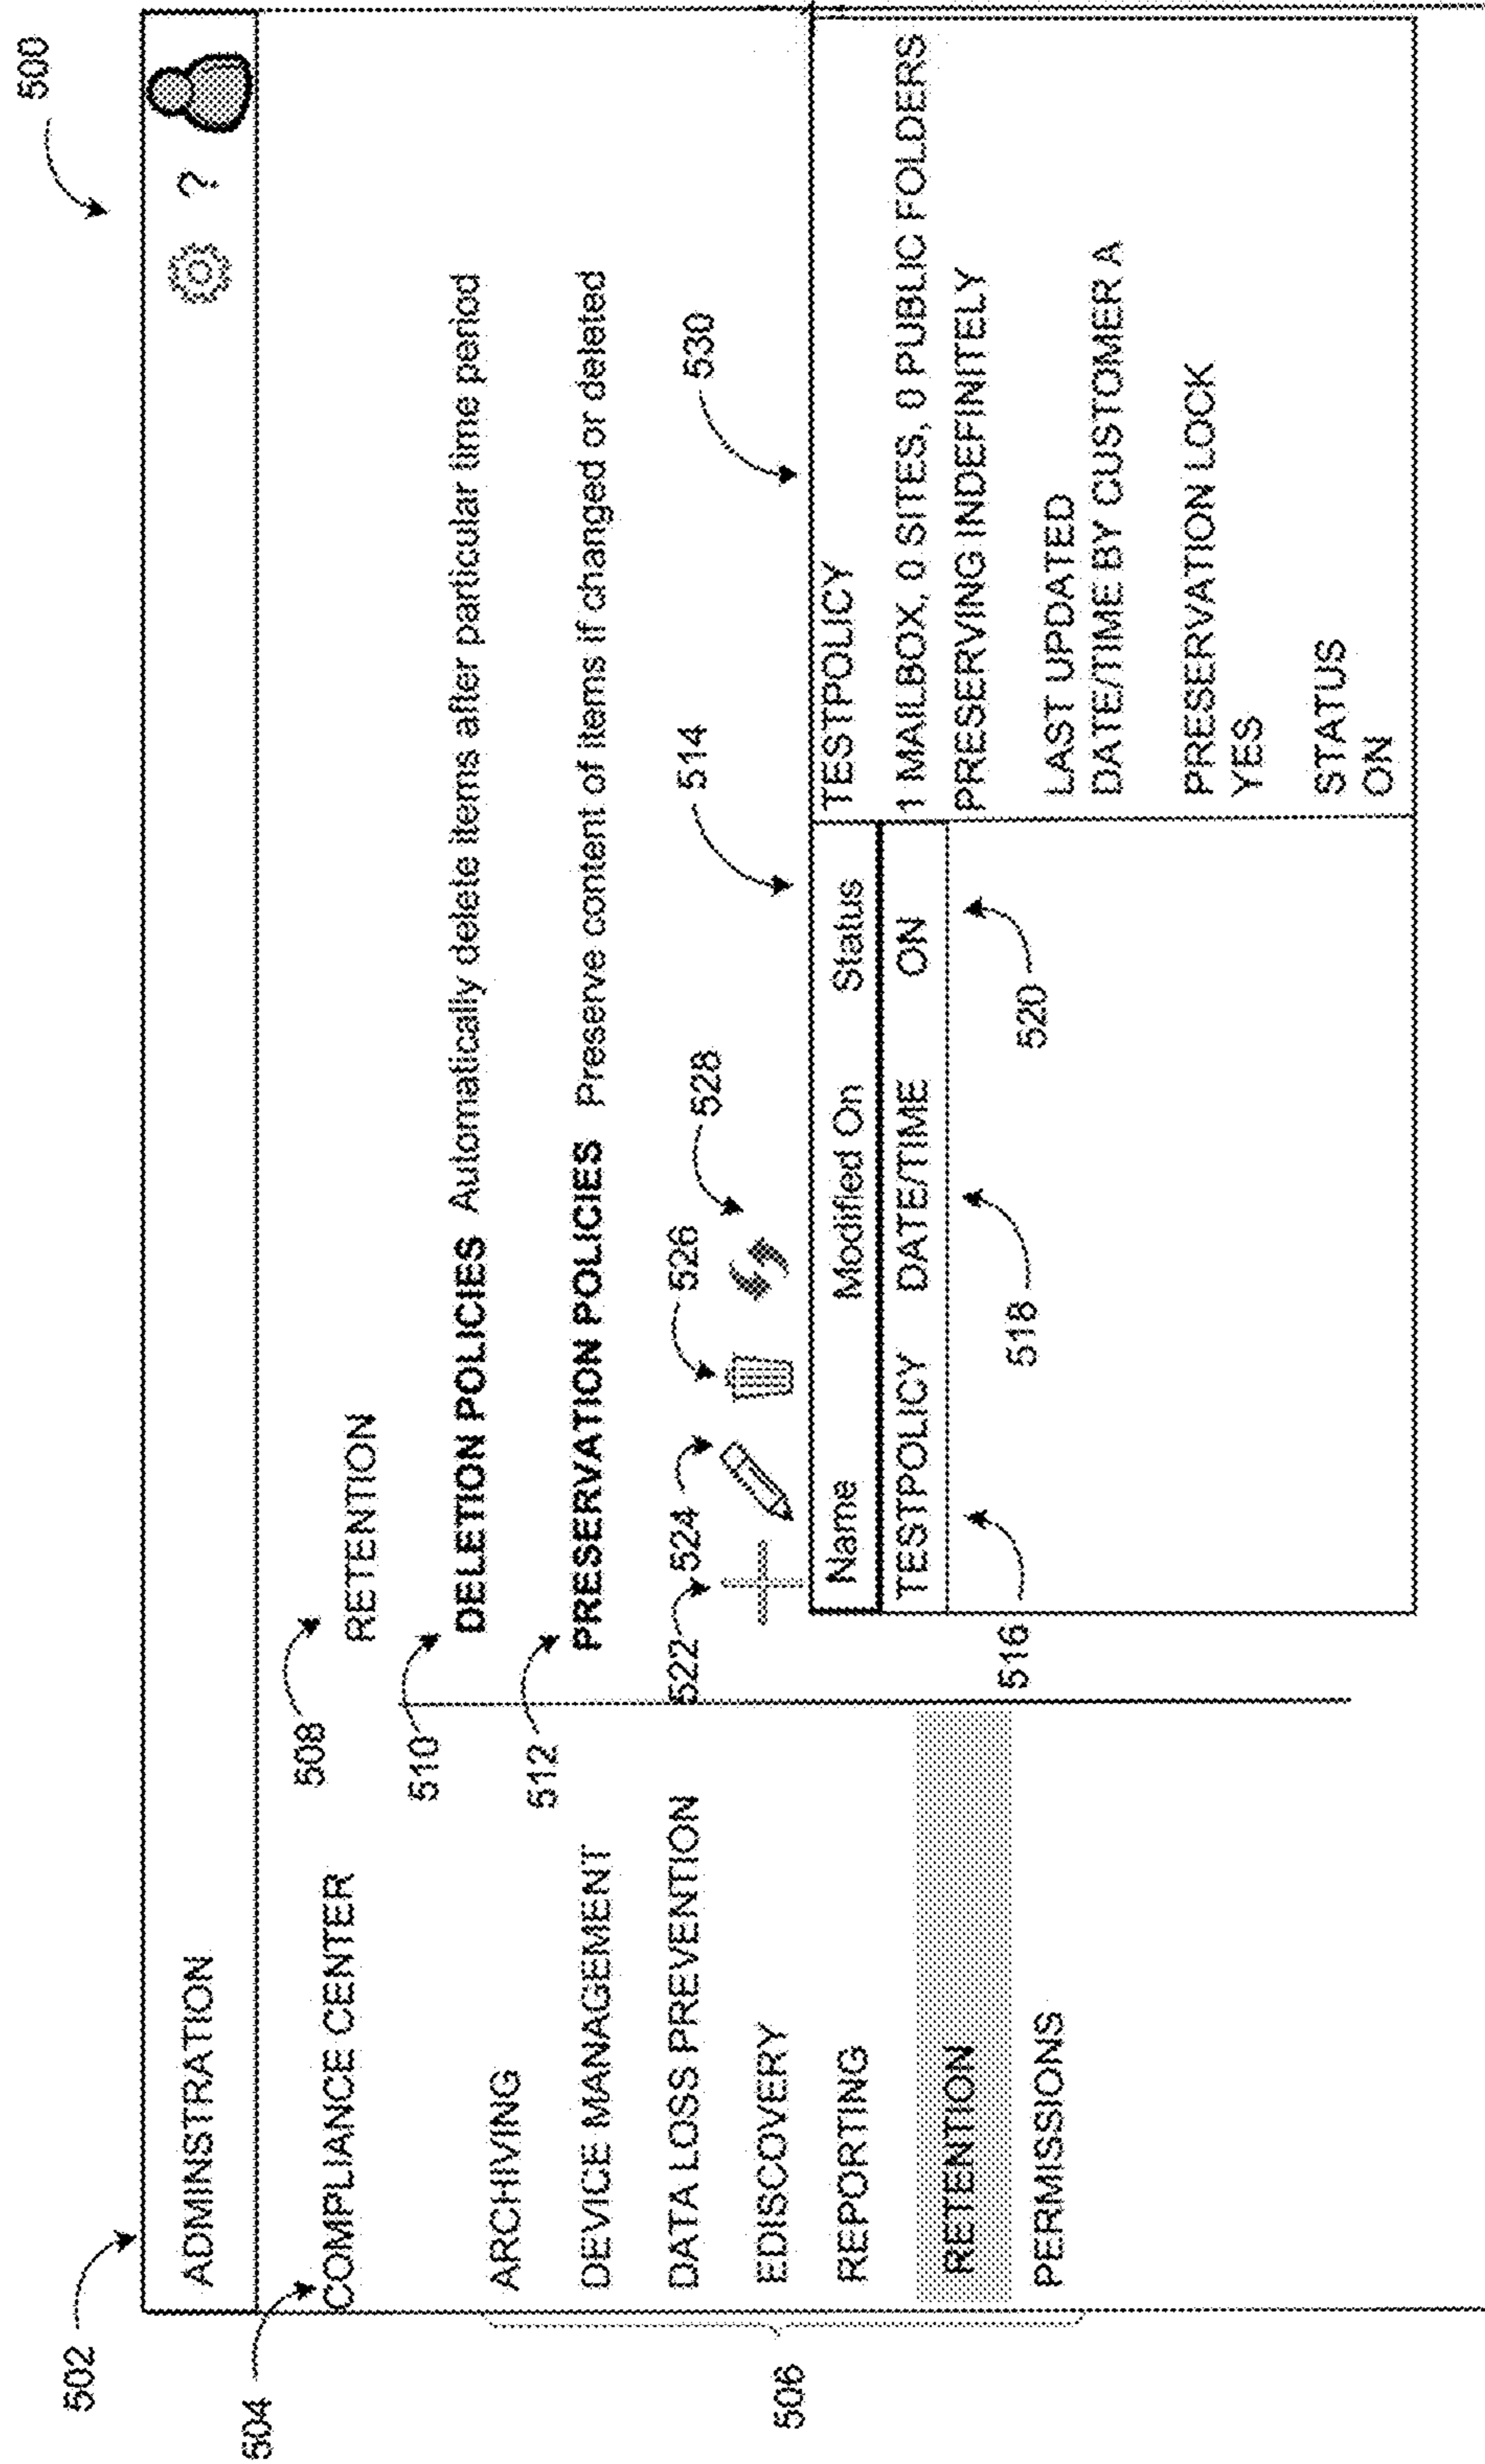 500
502
ADMINISTRATION ?
504
COMPLIANCE CENTER
506
ARCHIVING
DEVICE MANAGEMENT
DATA LOSS PREVENTION
EDISCOVERY
REPORTING
RETENTION
PERMISSIONS
508
RETENTION
510
DELETION POLICIES Automatically delete items after particular time period
512
PRESERVATION POLICIES Preserve content of items if changed or deleted
522 524 526 528
514
530
Name Modified On Status
TESTPOLICY DATE/TIME ON
516 518 520
TESTPOLICY
1 MAILBOX, 0 SITES, 0 PUBLIC FOLDERS
PRESERVING INDEFINITELY
LAST UPDATED
DATE/TIME BY CUSTOMER A
PRESERVATION LOCK
YES
STATUS
ON